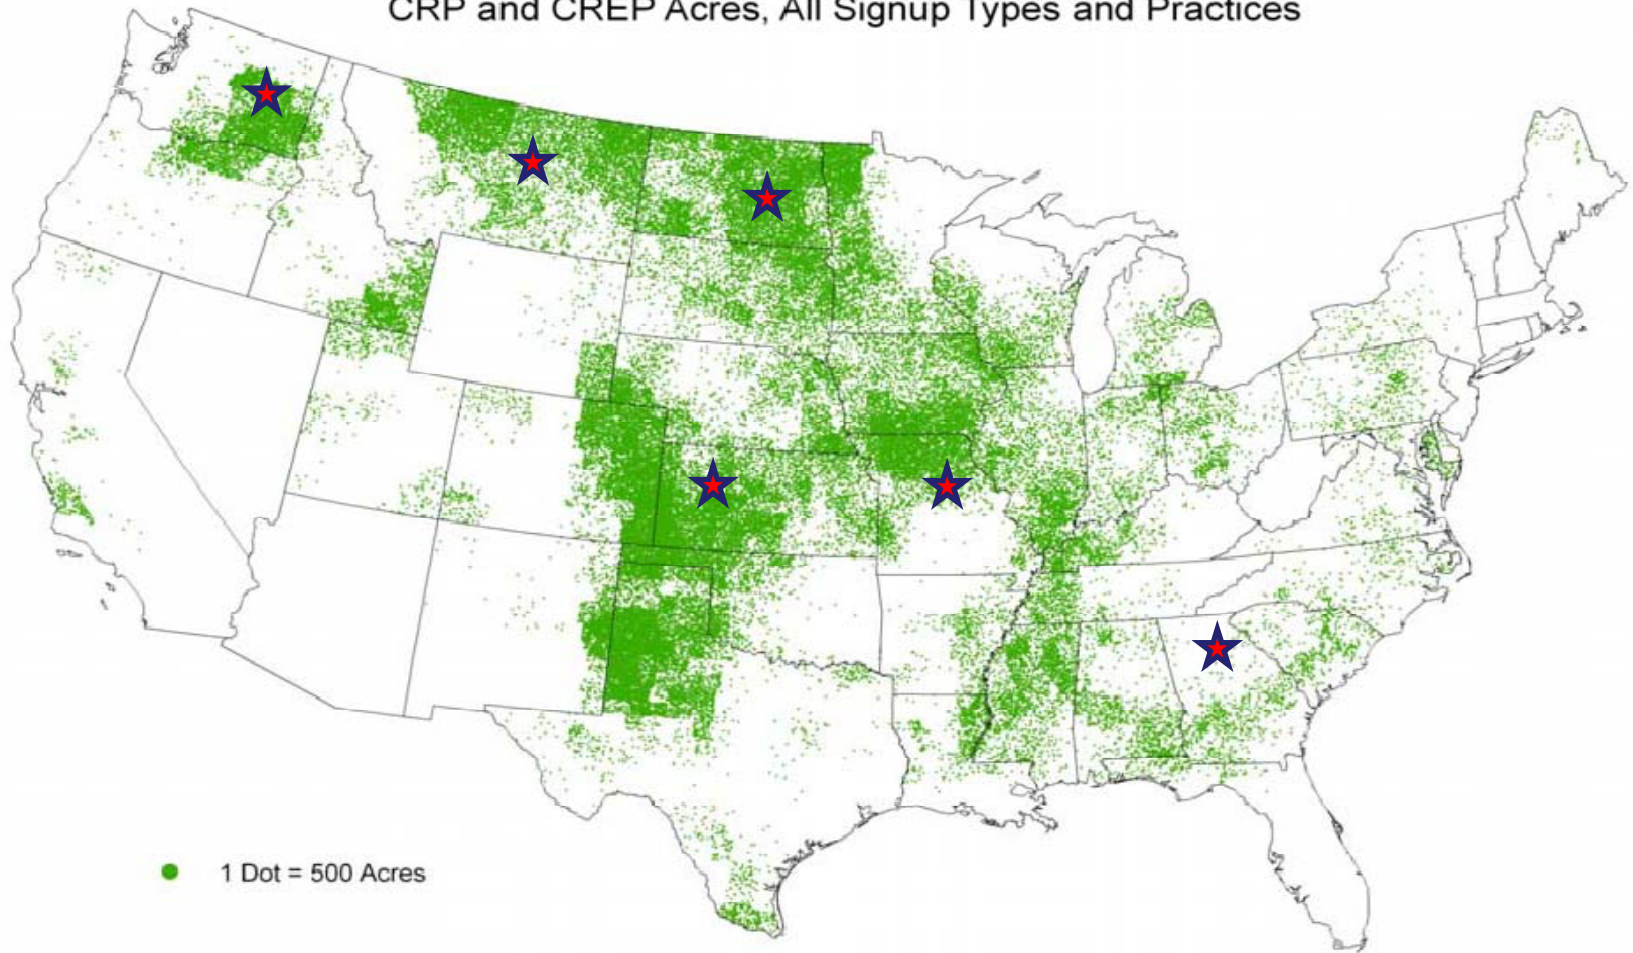 CRP and CREP Acres, All Signup Types and Practices
1 Dot = 500 Acres